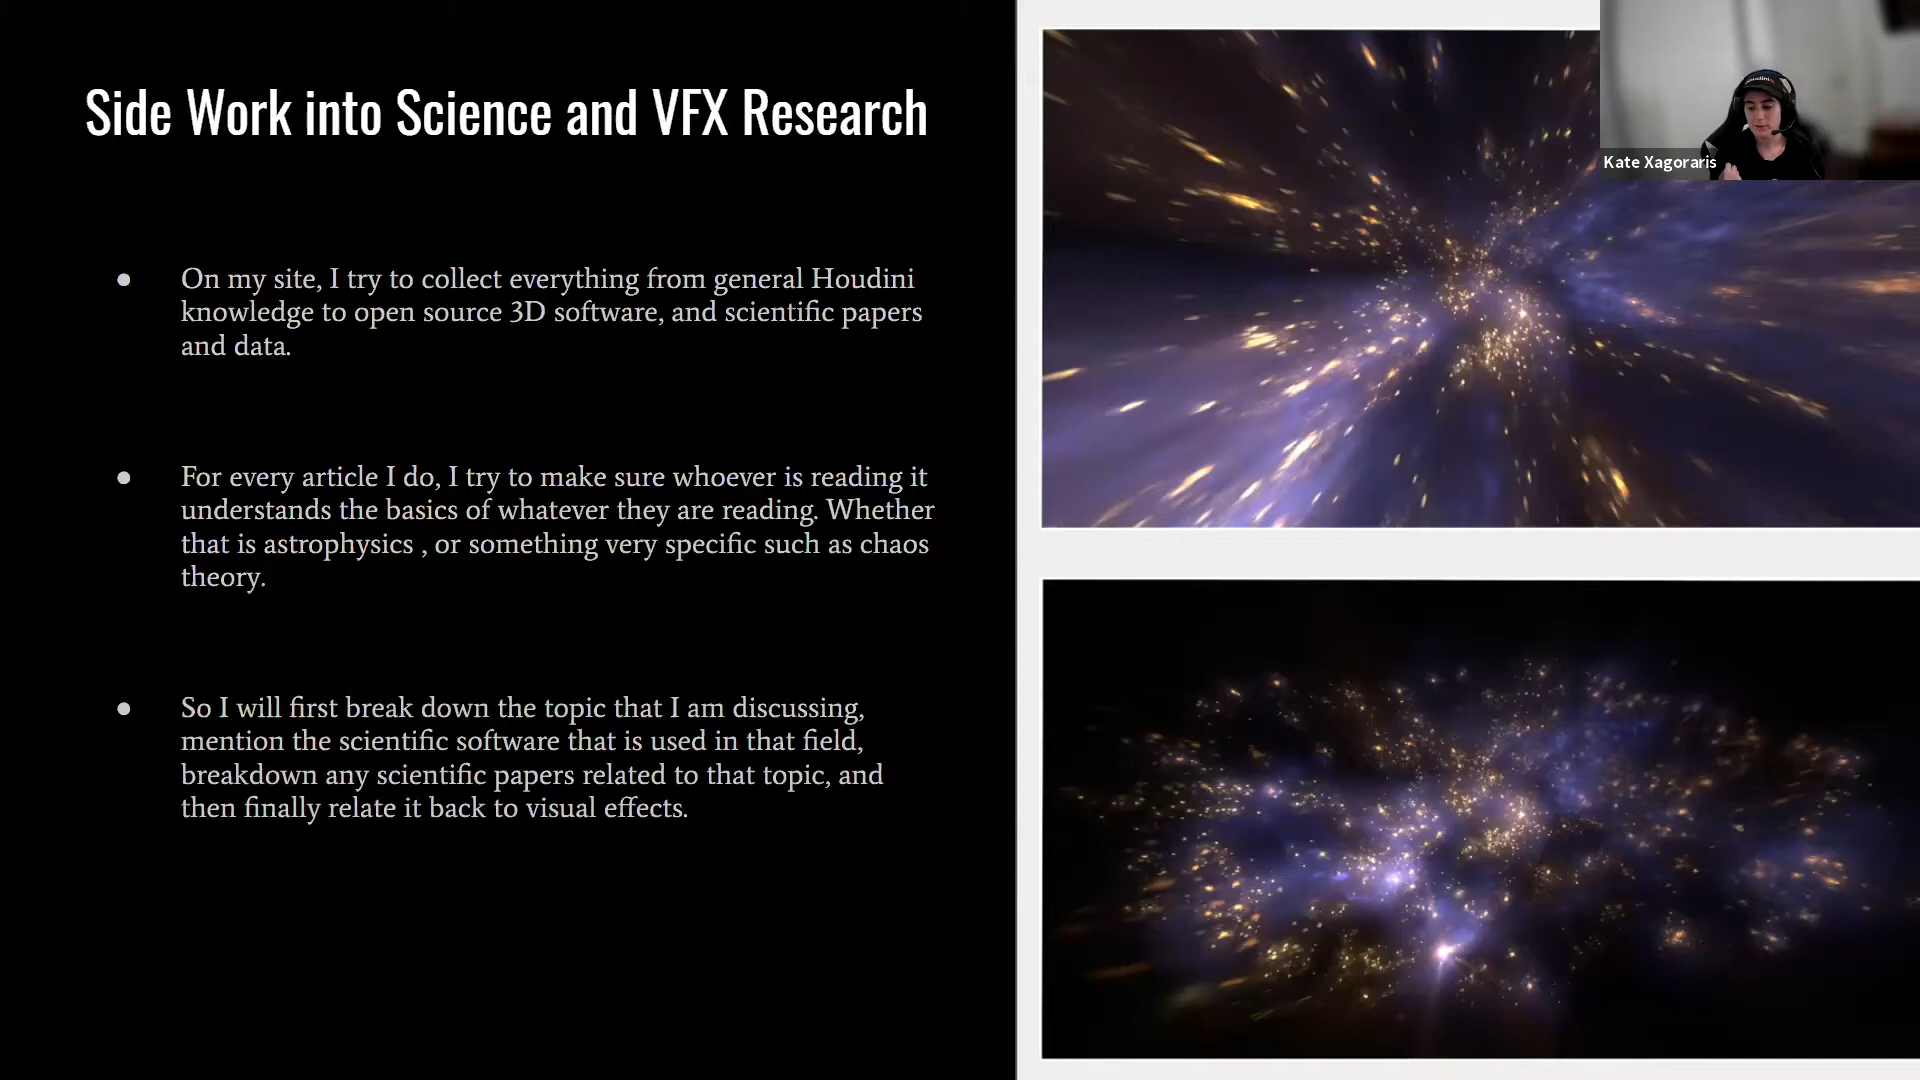 Side Work into Science and VFX Research
Kate Xagoraris
● On my site, I try to collect everything from general Houdini
knowledge to open source 3D software, and scientific papers
and data.
● For every article I do, I try to make sure whoever is reading it
understands the basics of whatever they are reading. Whether
that is astrophysics , or something very specific such as chaos
theory.
● So I will first break down the topic that I am discussing,
mention the scientific software that is used in that field,
breakdown any scientific papers related to that topic, and
then finally relate it back to visual effects.